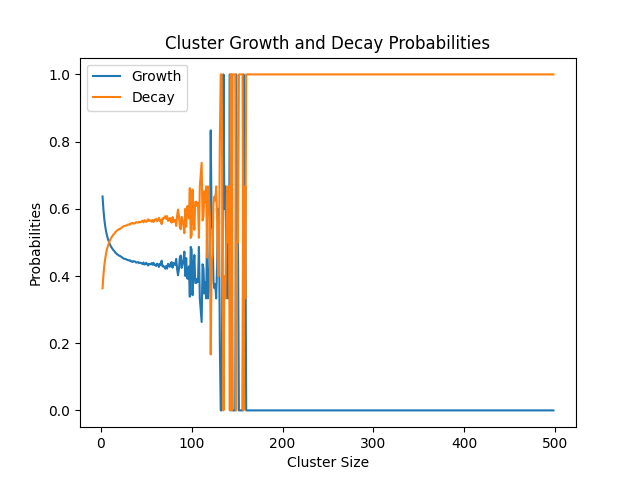 Cluster Growth and Decay Probabilities
Growth
Decay
1.0
0.8
0.6
0.4
0.2
0.0
Probabilities
0 100 200 300 400 500
Cluster Size